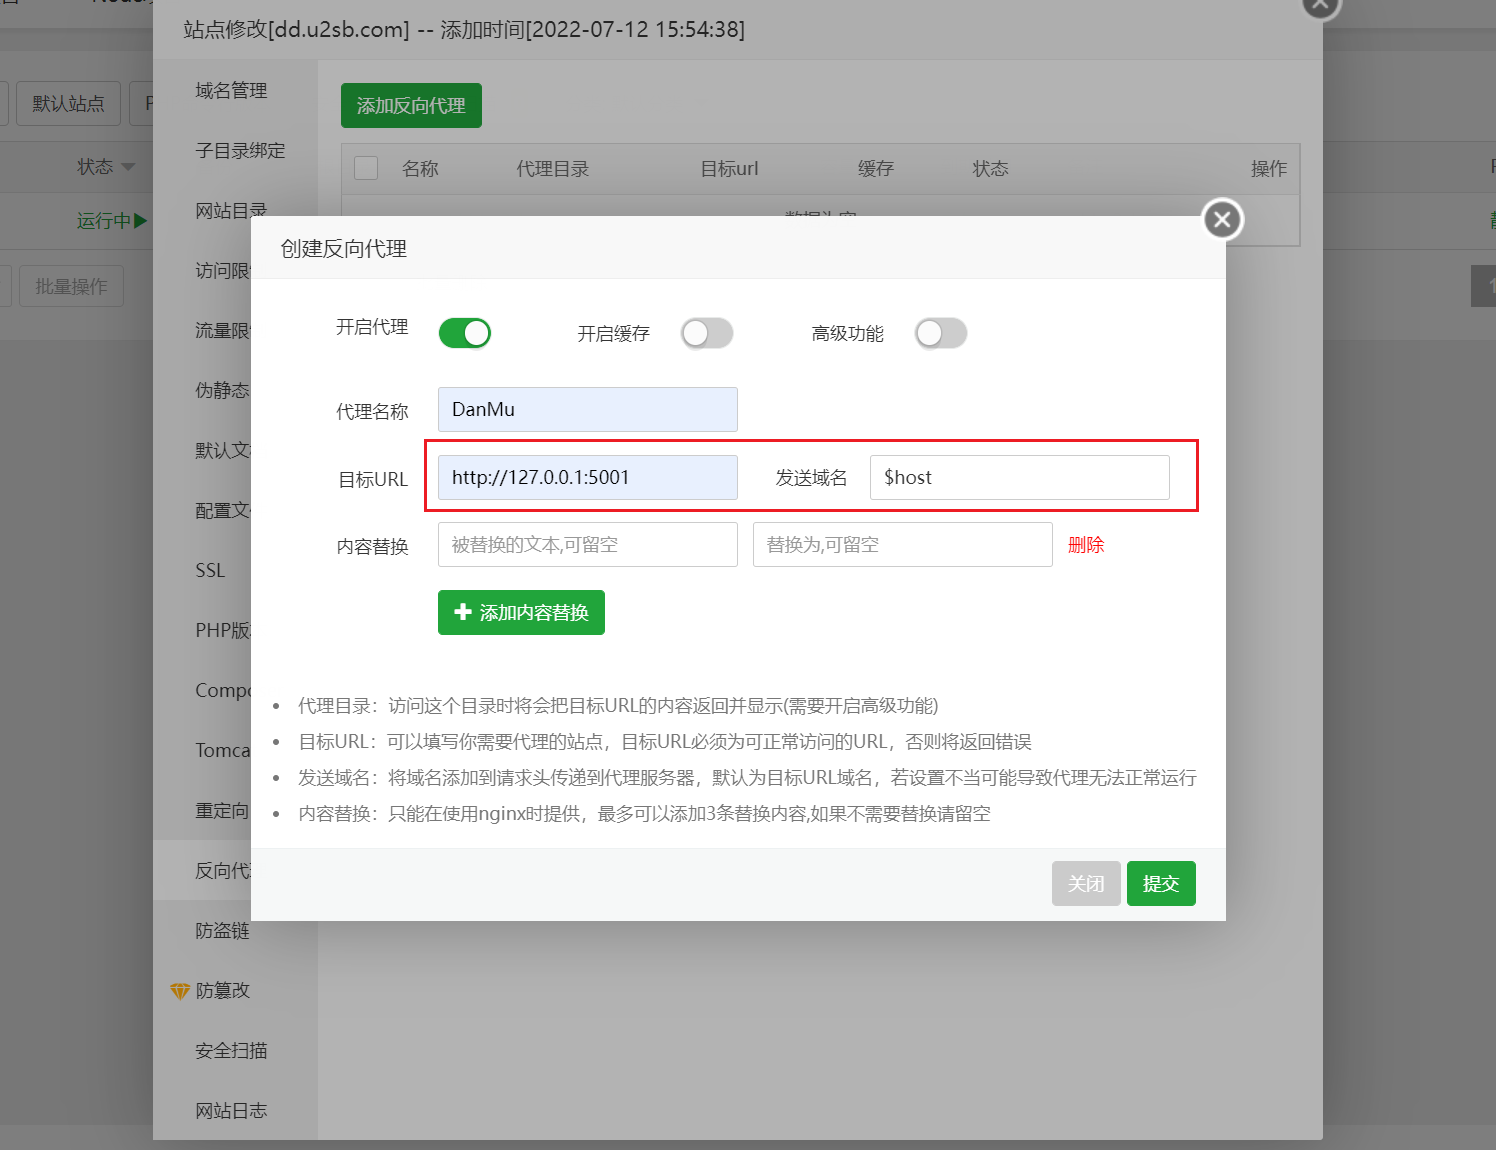 站点修改[dd.u2sb.com] -- 添加时间[2022-07-12 15:54:38]
默认站点
状态
运行中
批量操作
域名管理
子目录绑定
网站目录
访问限
流量限
伪静态
默认文
配置文
SSL
PHP版
Compo
Tomca
重定向
反向代
防盗链
防篡改
安全扫描
网站日志
添加反向代理
名称 代理目录 目标url 缓存 状态 操作
创建反向代理
开启代理 开启缓存 高级功能
代理名称 DanMu
目标URL http://127.0.0.1:5001 发送域名 $host
内容替换 被替换的文本,可留空 替换为,可留空 删除
添加内容替换
代理目录：访问这个目录时将会把目标URL的内容返回并显示(需要开启高级功能)
目标URL：可以填写你需要代理的站点，目标URL必须为可正常访问的URL，否则将返回错误
发送域名：将域名添加到请求头传递到代理服务器，默认为目标URL域名，若设置不当可能导致代理无法正常运行
内容替换：只能在使用nginx时提供，最多可以添加3条替换内容,如果不需要替换请留空
关闭 提交